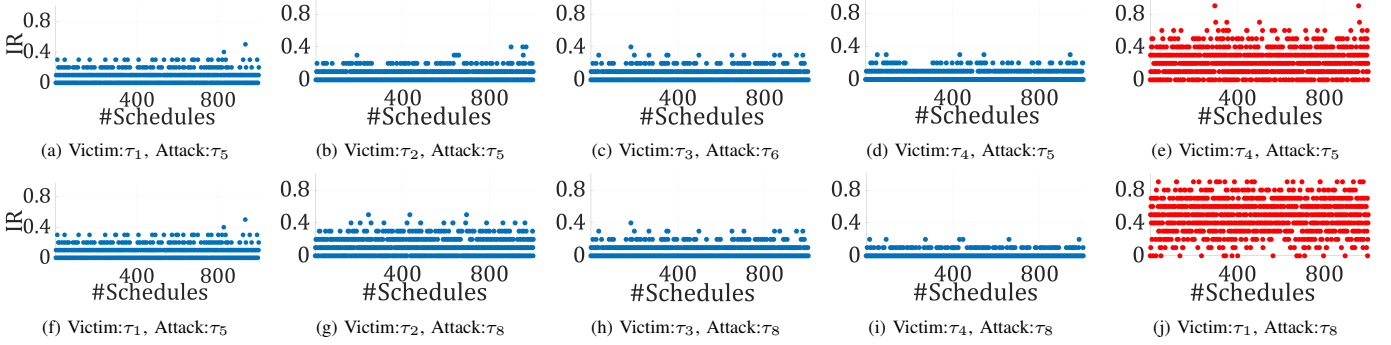 IR 0.8 0.8 0.8 0.8 0.8
0.4 0.4 0.4 0.4 0.4
0 0 0 0 0
400 800 400 800 400 800 400 800 400 800
#Schedules #Schedules #Schedules #Schedules #Schedules
(a) Victim:τ₁, Attack:τ₅ (b) Victim:τ₂, Attack:τ₅ (c) Victim:τ₃, Attack:τ₆ (d) Victim:τ₄, Attack:τ₅ (e) Victim:τ₄, Attack:τ₅
IR 0.8 0.8 0.8 0.8 0.8
0.4 0.4 0.4 0.4 0.4
0 0 0 0 0
400 800 400 800 400 800 400 800 400 800
#Schedules #Schedules #Schedules #Schedules #Schedules
(f) Victim:τ₁, Attack:τ₅ (g) Victim:τ₂, Attack:τ₈ (h) Victim:τ₃, Attack:τ₈ (i) Victim:τ₄, Attack:τ₈ (j) Victim:τ₁, Attack:τ₈